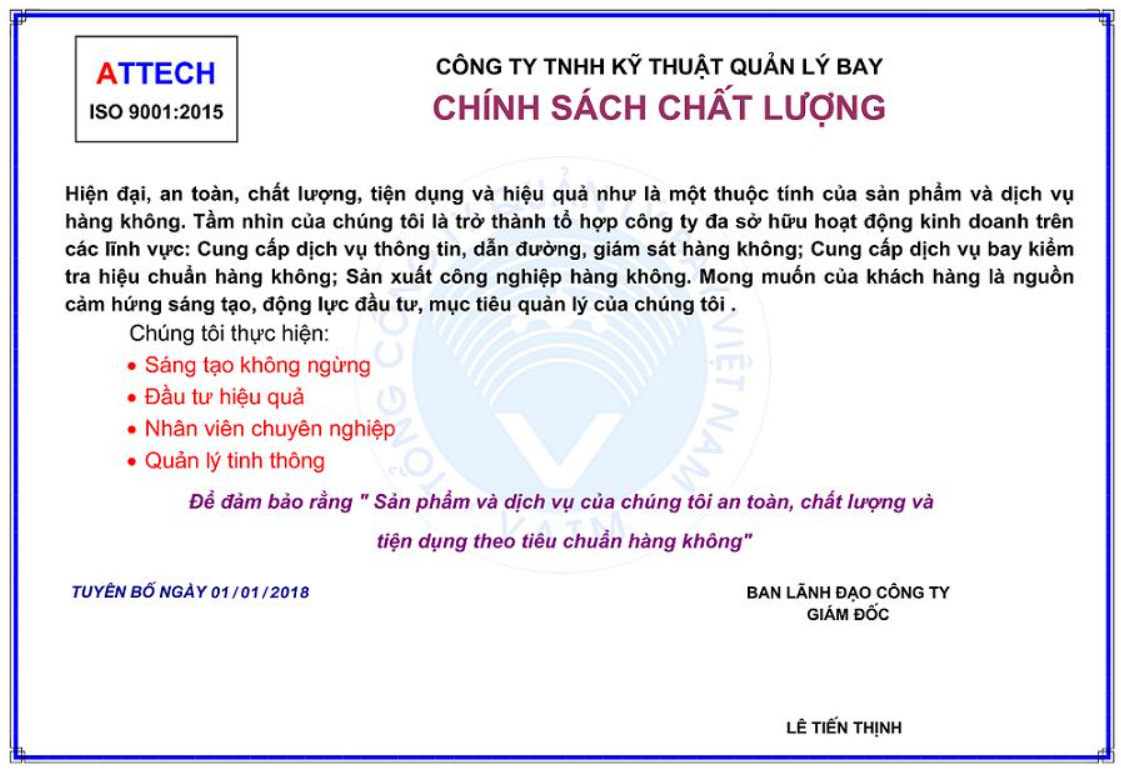 ATTECH
ISO 9001:2015
CÔNG TY TNHH KỸ THUẬT QUẢN LÝ BAY
CHÍNH SÁCH CHẤT LƯỢNG
Hiện đại, an toàn, chất lượng, tiện dụng và hiệu quả như là một thuộc tính của sản phẩm và dịch vụ
hàng không. Tầm nhìn của chúng tôi là trở thành tổ hợp công ty đa sở hữu hoạt động kinh doanh trên
các lĩnh vực: Cung cấp dịch vụ thông tin, dẫn đường, giám sát hàng không; Cung cấp dịch vụ bay kiểm
tra hiệu chuẩn hàng không; Sản xuất công nghiệp hàng không. Mong muốn của khách hàng là nguồn
cảm hứng sáng tạo, động lực đầu tư, mục tiêu quản lý của chúng tôi .
Chúng tôi thực hiện:
• Sáng tạo không ngừng
• Đầu tư hiệu quả
• Nhân viên chuyên nghiệp
• Quản lý tinh thông
Để đảm bảo rằng " Sản phẩm và dịch vụ của chúng tôi an toàn, chất lượng và
tiện dụng theo tiêu chuẩn hàng không"
TUYÊN BỐ NGÀY 01/01/2018
BAN LÃNH ĐẠO CÔNG TY
GIÁM ĐỐC
LÊ TIẾN THỊNH
TỔNG CÔNG TY QUẢN LÝ BAY VIỆT NAM
VATM